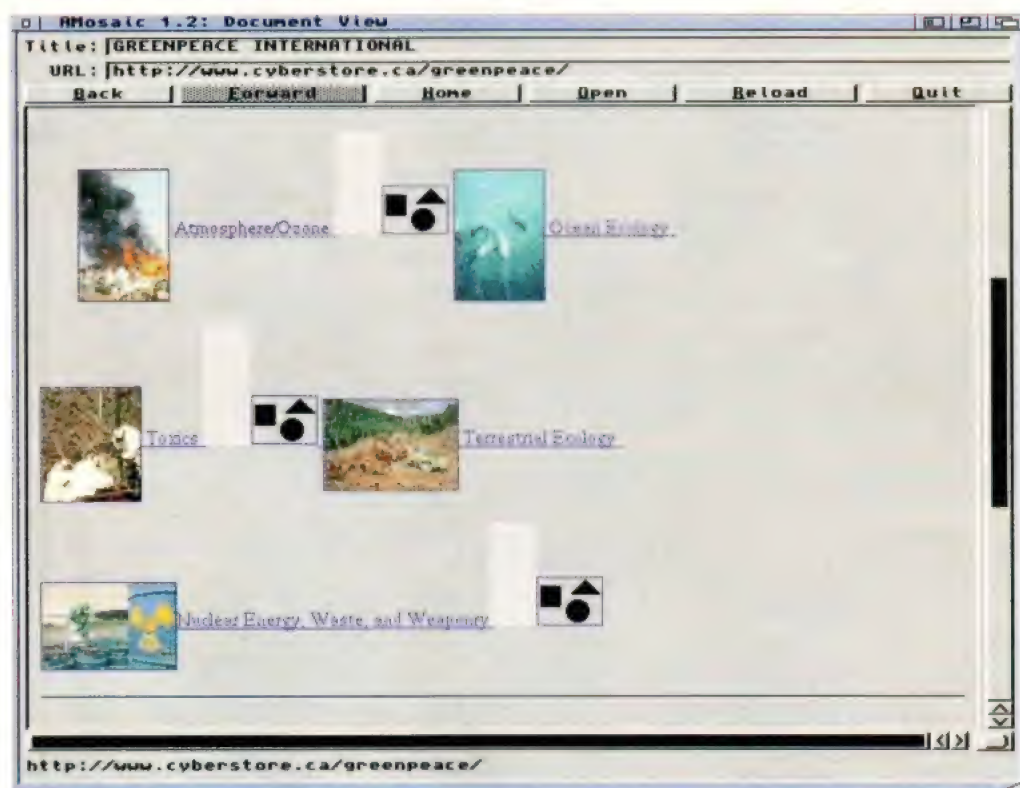 AMosaic 1.2: Document View
Title: GREENPEACE INTERNATIONAL
URL: http://www.cyberstore.ca/greenpeace/
Back Forward Home Open Reload Quit
Atmosphere/Ozone Ocean Ecology
Toxics Terrestrial Ecology
Nuclear Energy, Waste, and Weaponry
http://www.cyberstore.ca/greenpeace/